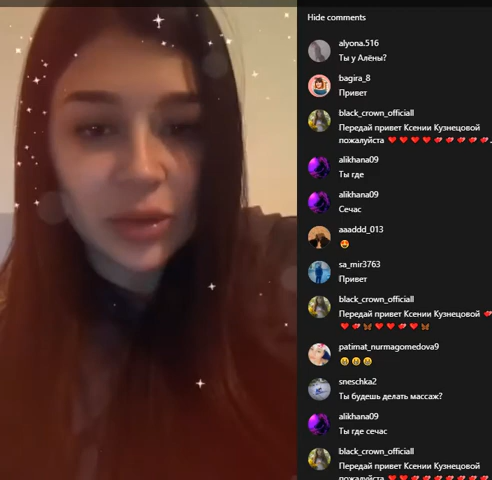 Hide comments
alyona.516
Ты у Алёны?
bagira_8
Привет
black_crown_officiall
Передай привет Ксении Кузнецовой
пожалуйста ❤️❤️❤️❤️💋💋💋💋💋.
alikhana09
Ты где
alikhana09
Сечас
aaaddd_013
😍
sa_mir3763
Привет
black_crown_officiall
Передай привет Ксении Кузнецовой 💋
❤️💋🦋❤️❤️💋❤️🦋
patimat_nurmagomedova9
😆😆😆
sneschka2
Ты будешь делать массаж?
alikhana09
Ты где сечас
black_crown_officiall
Передай привет Ксении Кузнецовой
пожалуйста ❤️❤️💋💋💋💋💋💋💋